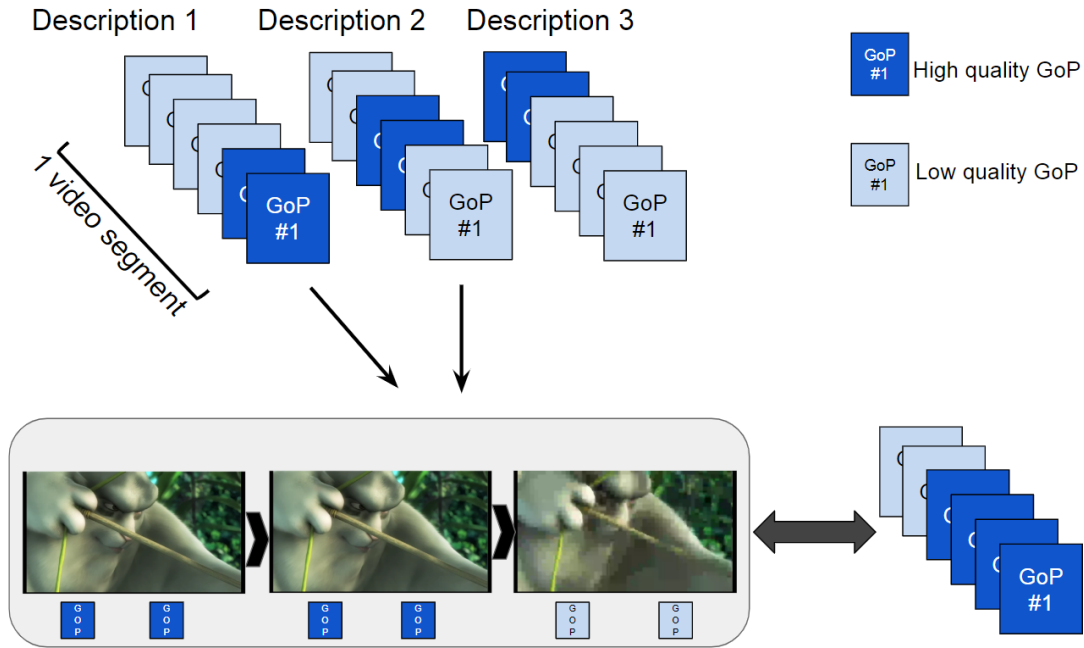 Description 1
Description 2
Description 3
GoP
#1
GoP
#1
GoP
#1
1 video segment
GoP
#1
High quality GoP
GoP
#1
Low quality GoP
G
O
P
G
O
P
G
O
P
G
O
P
G
O
P
G
O
P
GoP
#1